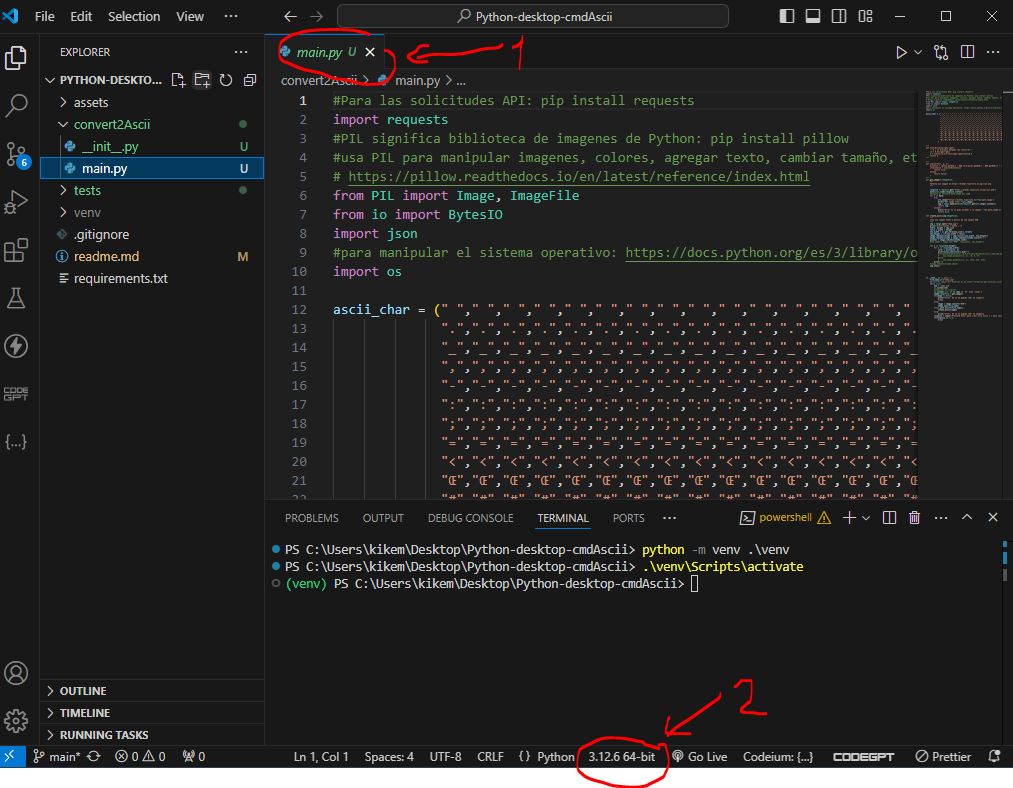 File Edit Selection View ··· Python-desktop-cmdAscii
EXPLORER ···
PYTHON-DESKTO...
assets
convert2Ascii
__init__.py U
main.py U
tests
venv
.gitignore
readme.md M
requirements.txt
OUTLINE
TIMELINE
RUNNING TASKS
6
CODE
GPT
{...}
main.py U
1
convert2Ascii > main.py > ...
1 #Para las solicitudes API: pip install requests
2 import requests
3 #PIL significa biblioteca de imagenes de Python: pip install pillow
4 #usa PIL para manipular imagenes, colores, agregar texto, cambiar tamaño, et
5 # https://pillow.readthedocs.io/en/latest/reference/index.html
6 from PIL import Image, ImageFile
7 from io import BytesIO
8 import json
9 #para manipular el sistema operativo: https://docs.python.org/es/3/library/o
10 import os
11
12 ascii_char = (" "," "," "," "," "," "," "," "," "," "," "," "," "," "," ",
13 ".",".",".",".",".",".",".",".",".",".",".",".",".",".",".",
14 "_","_","_","_","_","_","_","_","_","_","_","_","_","_","_",
15 ",",",",",",",",",",",",",",",",",",",",",",",",",",",",",",
16 "-","-","-","-","-","-","-","-","-","-","-","-","-","-","-",
17 ":",":",":",":",":",":",":",":",":",":",":",":",":",":",":",
18 ";",";",";",";",";",";",";",";",";",";",";",";",";",";",";",
19 "=","=","=","=","=","=","=","=","=","=","=","=","=","=","=",
20 "<","<","<","<","<","<","<","<","<","<","<","<","<","<","<
21 "Œ","Œ","Œ","Œ","Œ","Œ","Œ","Œ","Œ","Œ","Œ","Œ","Œ","Œ","Œ
22 "#","#","#","#","#","#","#","#","#","#","#","#","#","#","#
PROBLEMS OUTPUT DEBUG CONSOLE TERMINAL PORTS ··· powershell
PS C:\Users\kikem\Desktop\Python-desktop-cmdAscii> python -m venv .\venv
PS C:\Users\kikem\Desktop\Python-desktop-cmdAscii> .\venv\Scripts\activate
(venv) PS C:\Users\kikem\Desktop\Python-desktop-cmdAscii>
2
main* 0 0 0 Ln 1, Col 1 Spaces: 4 UTF-8 CRLF {} Python 3.12.6 64-bit Go Live Codeium: {...} CODEGPT Prettier